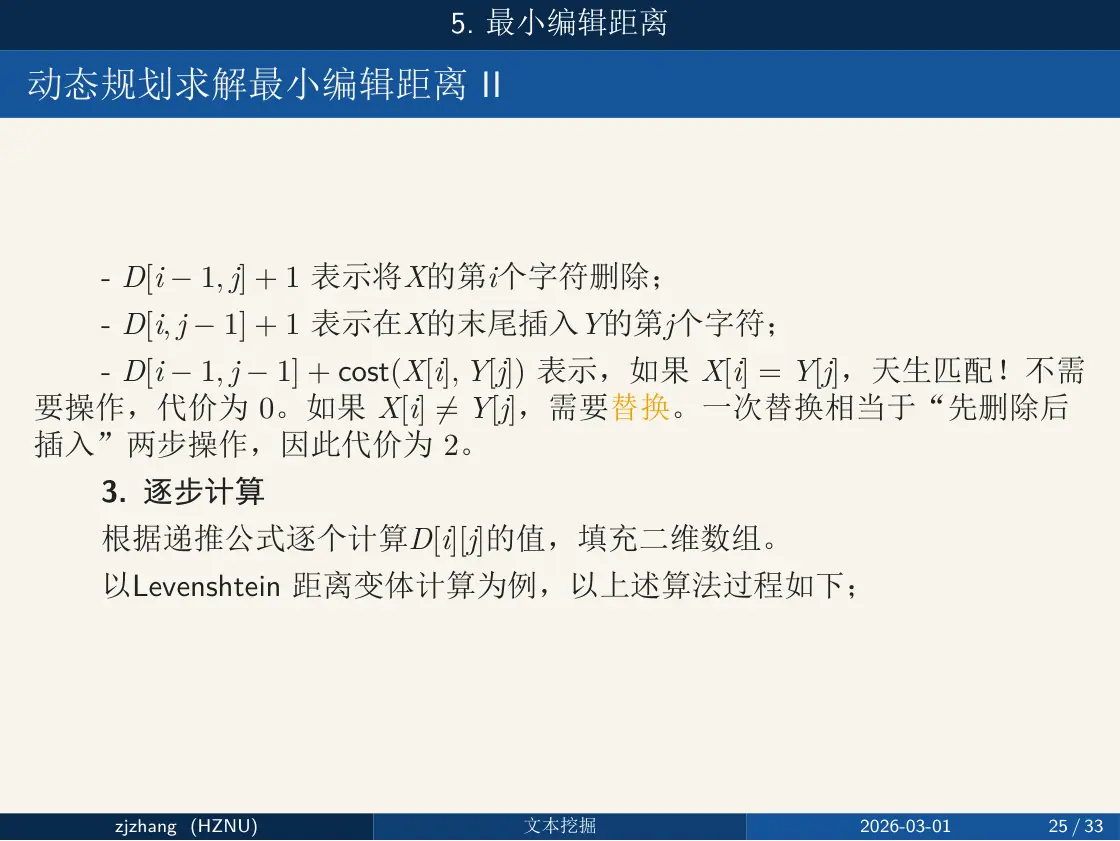 5. 最小编辑距离
动态规划求解最小编辑距离 II
- D[i − 1, j] + 1 表示将X的第i个字符删除；
- D[i, j − 1] + 1 表示在X的末尾插入Y的第j个字符；
- D[i − 1, j − 1] + cost(X[i], Y[j]) 表示，如果 X[i] = Y[j]，天生匹配！不需
要操作，代价为 0。如果 X[i] ≠ Y[j]，需要替换。一次替换相当于“先删除后
插入”两步操作，因此代价为 2。
3. 逐步计算
根据递推公式逐个计算D[i][j]的值，填充二维数组。
以Levenshtein 距离变体计算为例，以上述算法过程如下；
zjzhang (HZNU) 文本挖掘 2026-03-01 25 / 33